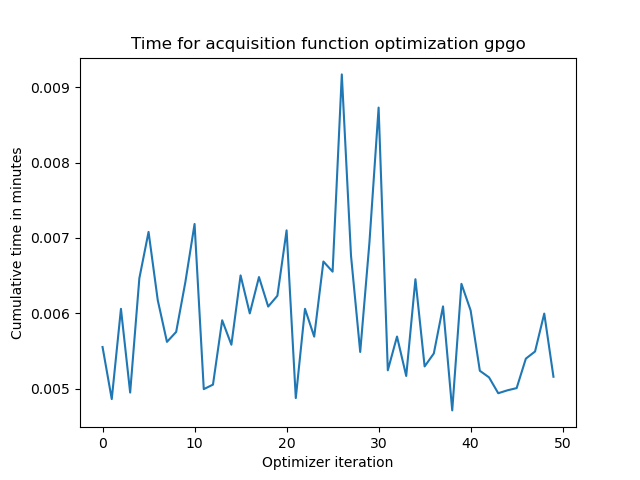 Time for acquisition function optimization gpgo
Cumulative time in minutes
0.009
0.008
0.007
0.006
0.005
0 10 20 30 40 50
Optimizer iteration